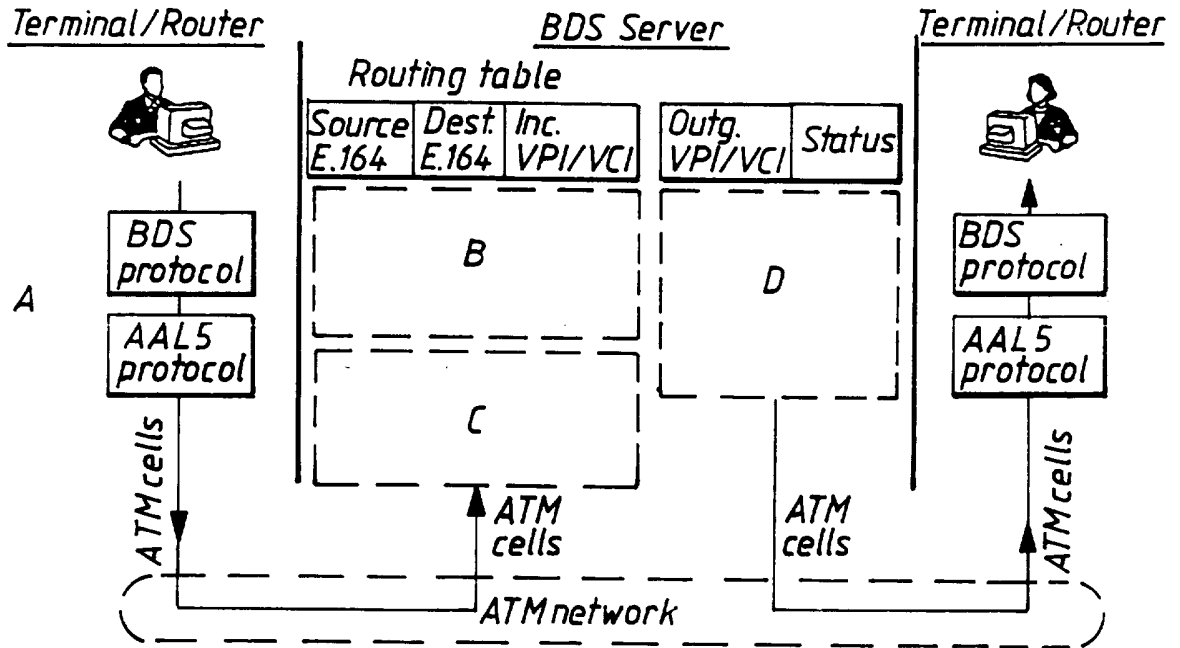 Terminal/Router
BDS Server
Terminal/Router
Routing table
Source
E.164
Dest.
E.164
Inc.
VPI/VCI
Outg.
VPI/VCI
Status
A
BDS
protocol
AAL5
protocol
B
C
D
BDS
protocol
AAL5
protocol
ATM cells
ATM
cells
ATM
cells
ATM cells
ATM network